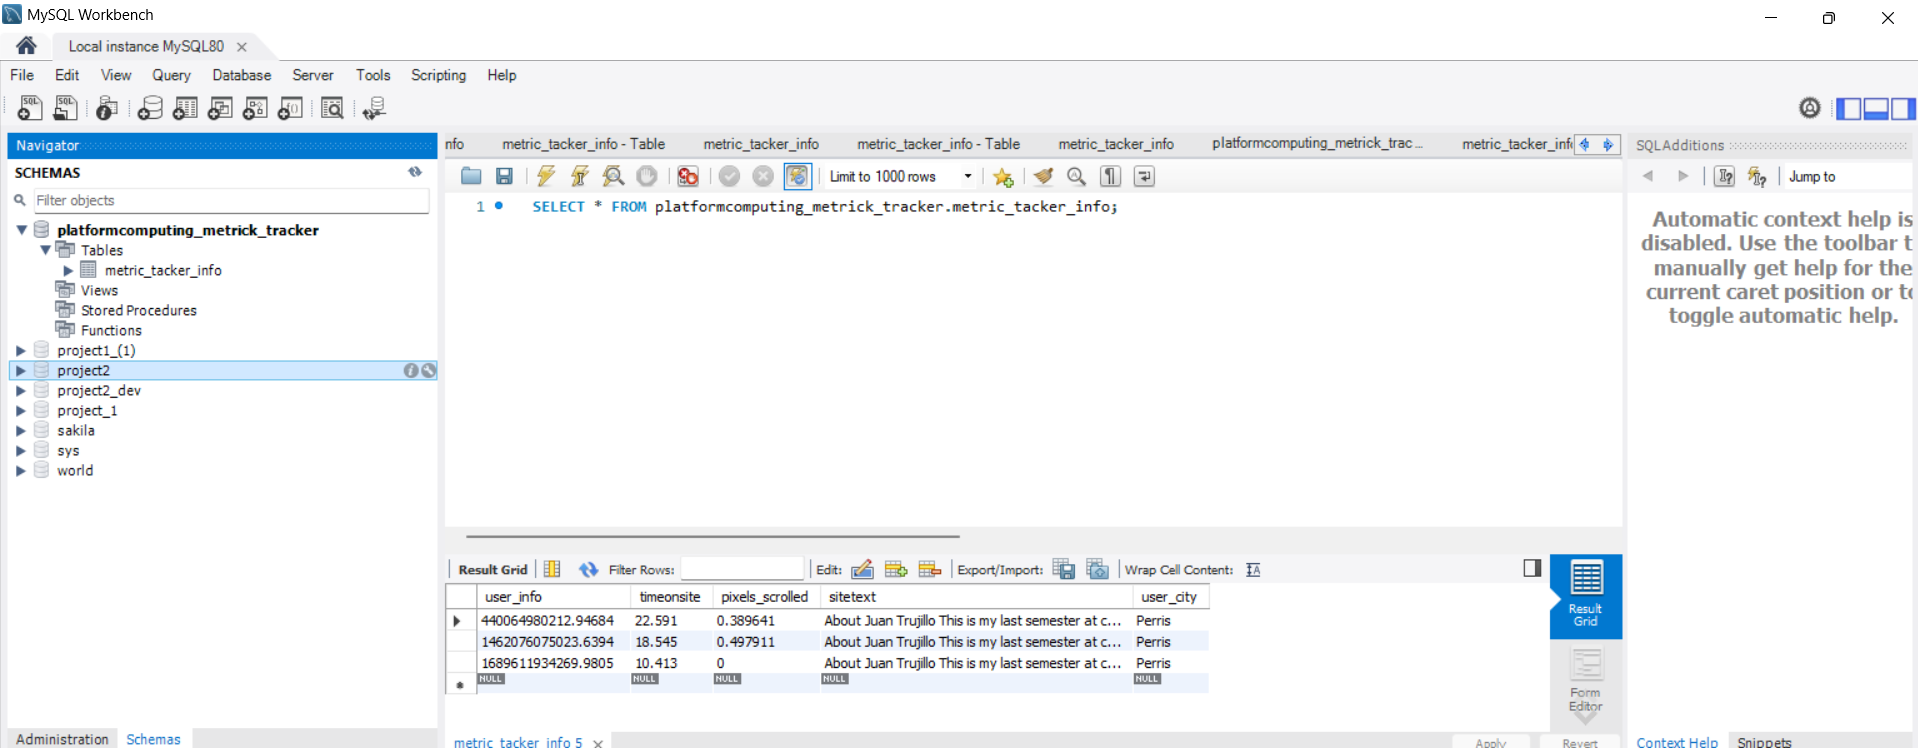 MySQL Workbench
Local instance MySQL80
File Edit View Query Database Server Tools Scripting Help
Navigator
SCHEMAS
Filter objects
platformcomputing_metrick_tracker
Tables
metric_tacker_info
Views
Stored Procedures
Functions
project1_(1)
project2
project2_dev
project_1
sakila
sys
world
Administration Schemas
nfo metric_tacker_info - Table metric_tacker_info metric_tacker_info - Table metric_tacker_info platformcomputing_metrick_trac... metric_tacker_inf
Limit to 1000 rows
1 SELECT * FROM platformcomputing_metrick_tracker.metric_tacker_info;
Result Grid Filter Rows: Edit: Export/Import: Wrap Cell Content:
user_info timeonsite pixels_scrolled sitetext user_city
440064980212.94684 22.591 0.389641 About Juan Trujillo This is my last semester at c... Perris
1462076075023.6394 18.545 0.497911 About Juan Trujillo This is my last semester at c... Perris
1689611934269.9805 10.413 0 About Juan Trujillo This is my last semester at c... Perris
NULL NULL NULL NULL NULL
Result
Grid
Form
Editor
metric_tacker_info 5
Apply Revert
SQLAdditions
Jump to
Automatic context help is
disabled. Use the toolbar t
manually get help for the
current caret position or to
toggle automatic help.
Context Help Snippets